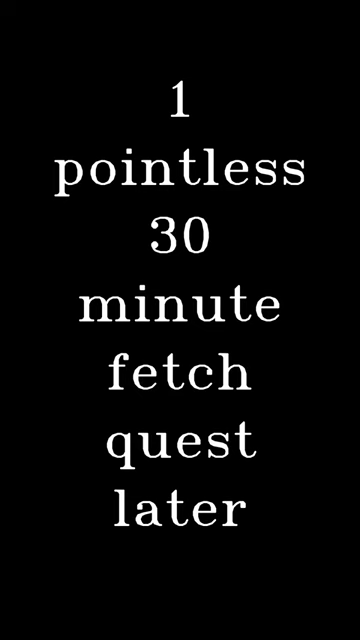 1
pointless
30
minute
fetch
quest
later